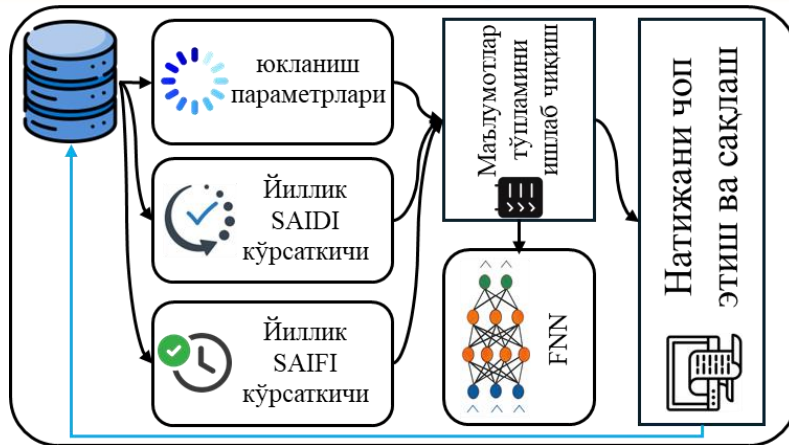 юкланиш
параметрлари
Йиллик
SAIDI
кўрсаткичи
Йиллик
SAIFI
кўрсаткичи
Маълумотлар
тўпламини
ишлаб чиқиш
FNN
Натижани чоп
этиш ва сақлаш